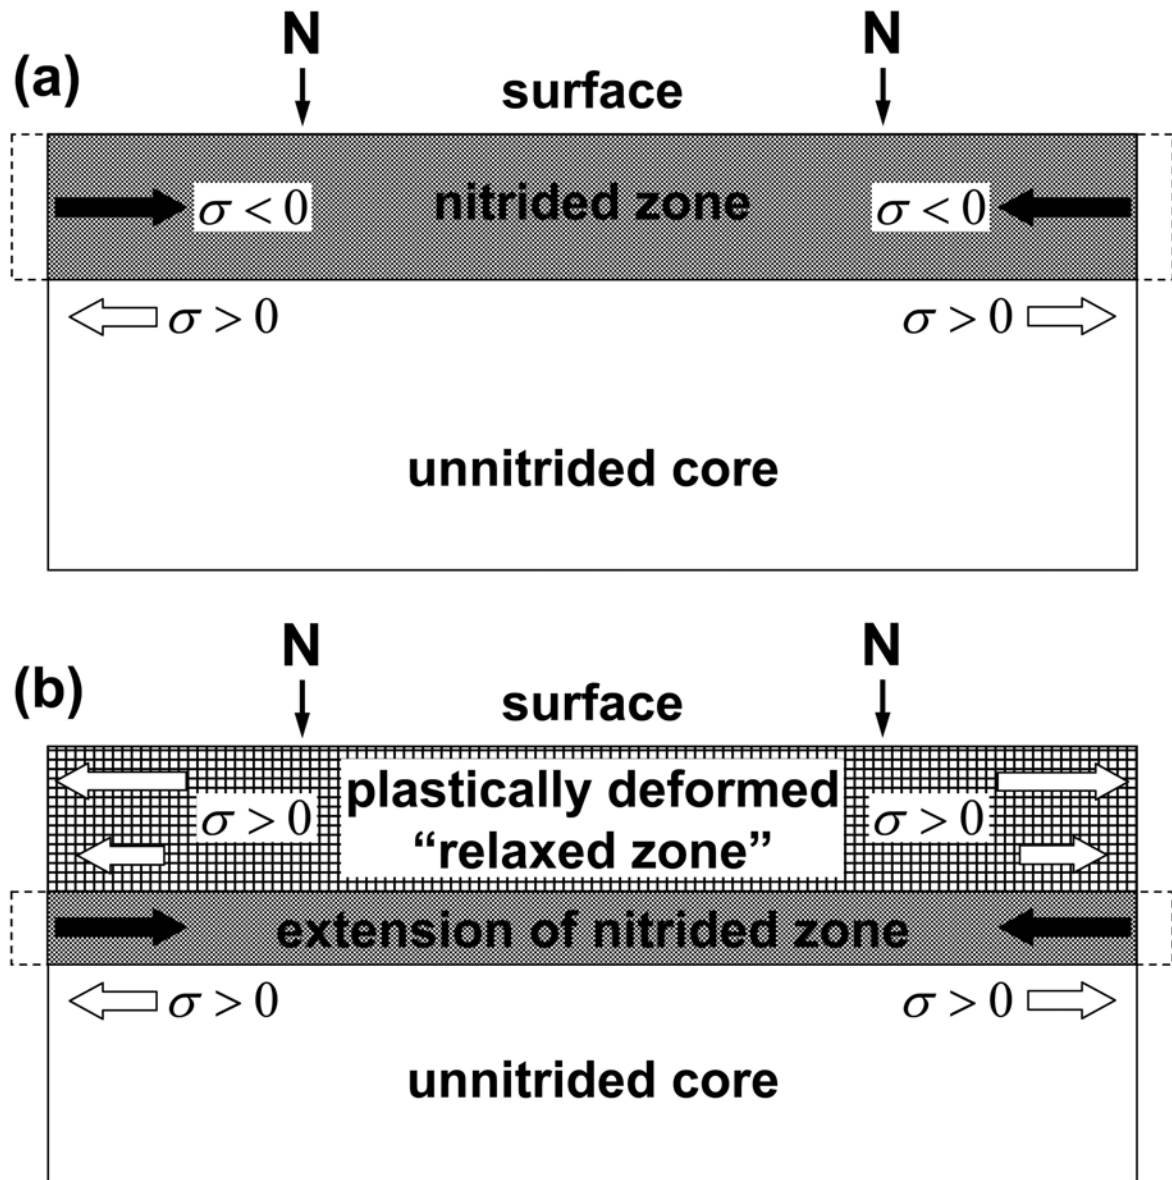 N N
(a)
surface
σ < 0 nitrided zone σ < 0
σ > 0 σ > 0
unnitrided core
N N
(b)
surface
plastically deformed
σ > 0 σ > 0
“relaxed zone”
extension of nitrided zone
σ > 0 σ > 0
unnitrided core